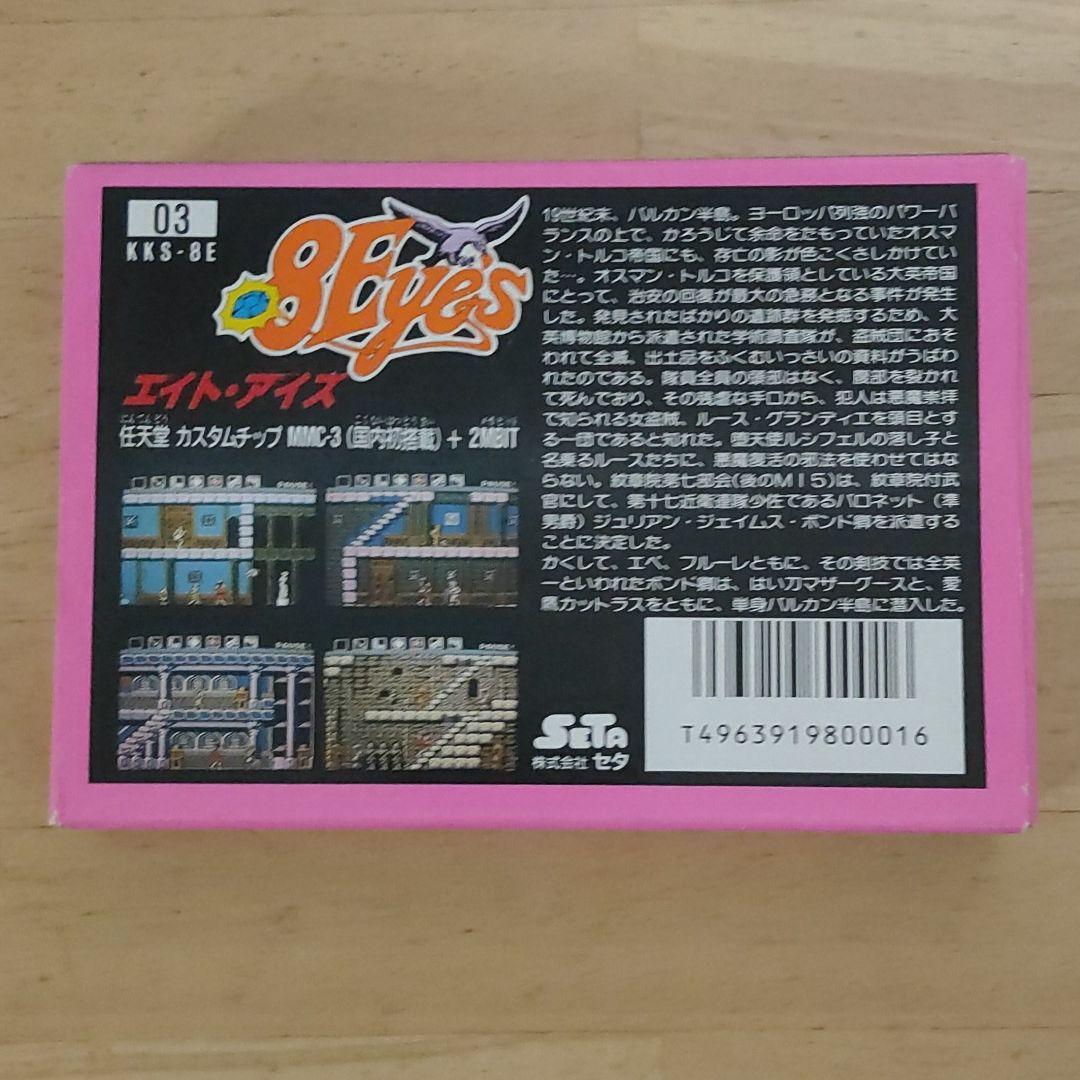 03
KKS-8E
8Eyes
エイト・アイズ
にんてんどう
任天堂 カスタムチップ MMC-3 (国内初搭載) + 2MBIT
PAUSE:
PAUSE:
PAUSE:
PAUSE:
19世紀末、バルカン半島。ヨーロッパ列強のパワーバ
ランスの上で、かろうじて余命をたもっていたオスマ
ン・トルコ帝国にも、存亡の影が色こくさしかけてい
た…。オスマン・トルコを保護領としている大英帝国
にとって、治安の回復が最大の急務となる事件が発生
した。発見されたばかりの遺跡群を発掘するため、大
英博物館から派遣された学術調査隊が、盗賊団におそ
われて全滅、出土品をふくむいっさいの資料がうばわ
れたのである。隊員全員の頭部はなく、腹部を裂かれ
て死んでおり、その残虐な手口から、犯人は悪魔崇拝
で知られる女盗賊、ルース・グランディエを頭目とす
る一団であると知れた。堕天使ルシフェルの落し子と
名乗るルースたちに、悪魔復活の邪法を使わせてはな
らない。紋章院第七部会(後のMI5)は、紋章院付武
官にして、第十七近衛連隊少佐であるバロネット（準
男爵）ジュリアン・ジェイムス・ボンド卿を派遣する
ことに決定した。
かくして、エペ、フルーレともに、その剣技では全英
一といわれたボンド卿は、はい刀マザーグースと、愛
鷹カットラスをともに、単身バルカン半島に潜入した。
SETA
株式会社 セタ
T4963919800016